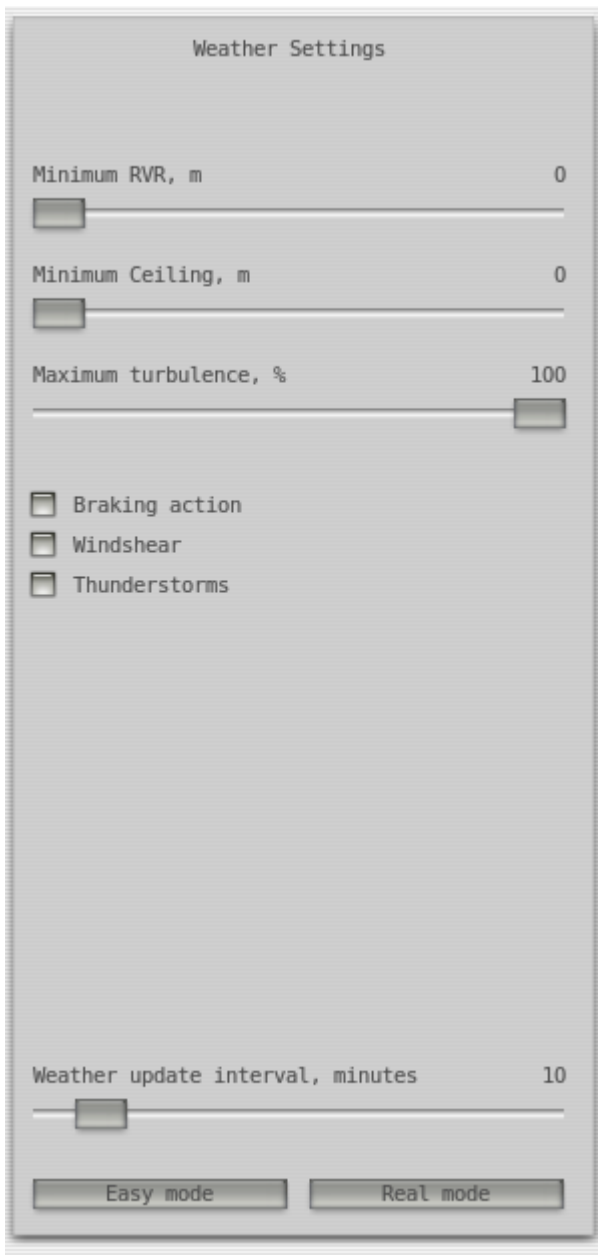 Weather Settings
Minimum RVR, m 0
Minimum Ceiling, m 0
Maximum turbulence, % 100
Braking action
Windshear
Thunderstorms
Weather update interval, minutes 10
Easy mode Real mode